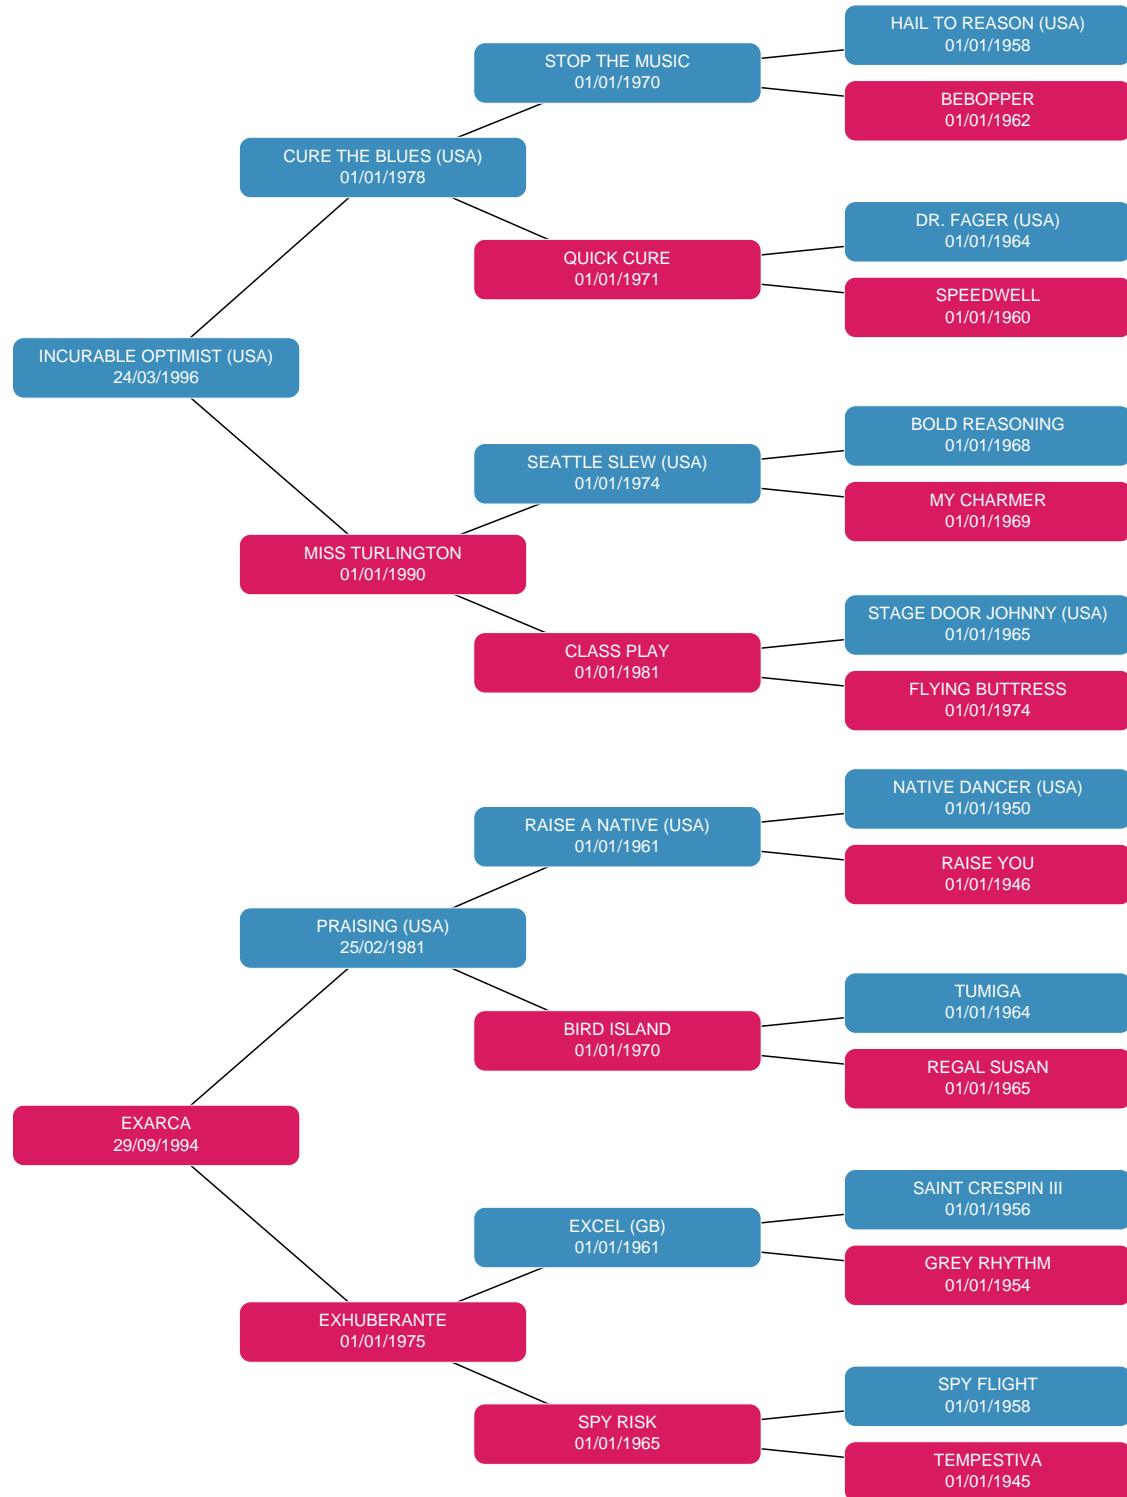 HAIL TO REASON (USA)
01/01/1958
STOP THE MUSIC
01/01/1970
BEBOPPER
01/01/1962
CURE THE BLUES (USA)
01/01/1978
DR. FAGER (USA)
01/01/1964
QUICK CURE
01/01/1971
SPEEDWELL
01/01/1960
INCURABLE OPTIMIST (USA)
24/03/1996
BOLD REASONING
01/01/1968
SEATTLE SLEW (USA)
01/01/1974
MY CHARMER
01/01/1969
MISS TURLINGTON
01/01/1990
STAGE DOOR JOHNNY (USA)
01/01/1965
CLASS PLAY
01/01/1981
FLYING BUTTRESS
01/01/1974
NATIVE DANCER (USA)
01/01/1950
RAISE A NATIVE (USA)
01/01/1961
RAISE YOU
01/01/1946
PRAISING (USA)
25/02/1981
TUMIGA
01/01/1964
BIRD ISLAND
01/01/1970
REGAL SUSAN
01/01/1965
EXARCA
29/09/1994
SAINT CRESPIN III
01/01/1956
EXCEL (GB)
01/01/1961
GREY RHYTHM
01/01/1954
EXHUBERANTE
01/01/1975
SPY FLIGHT
01/01/1958
SPY RISK
01/01/1965
TEMPESTIVA
01/01/1945